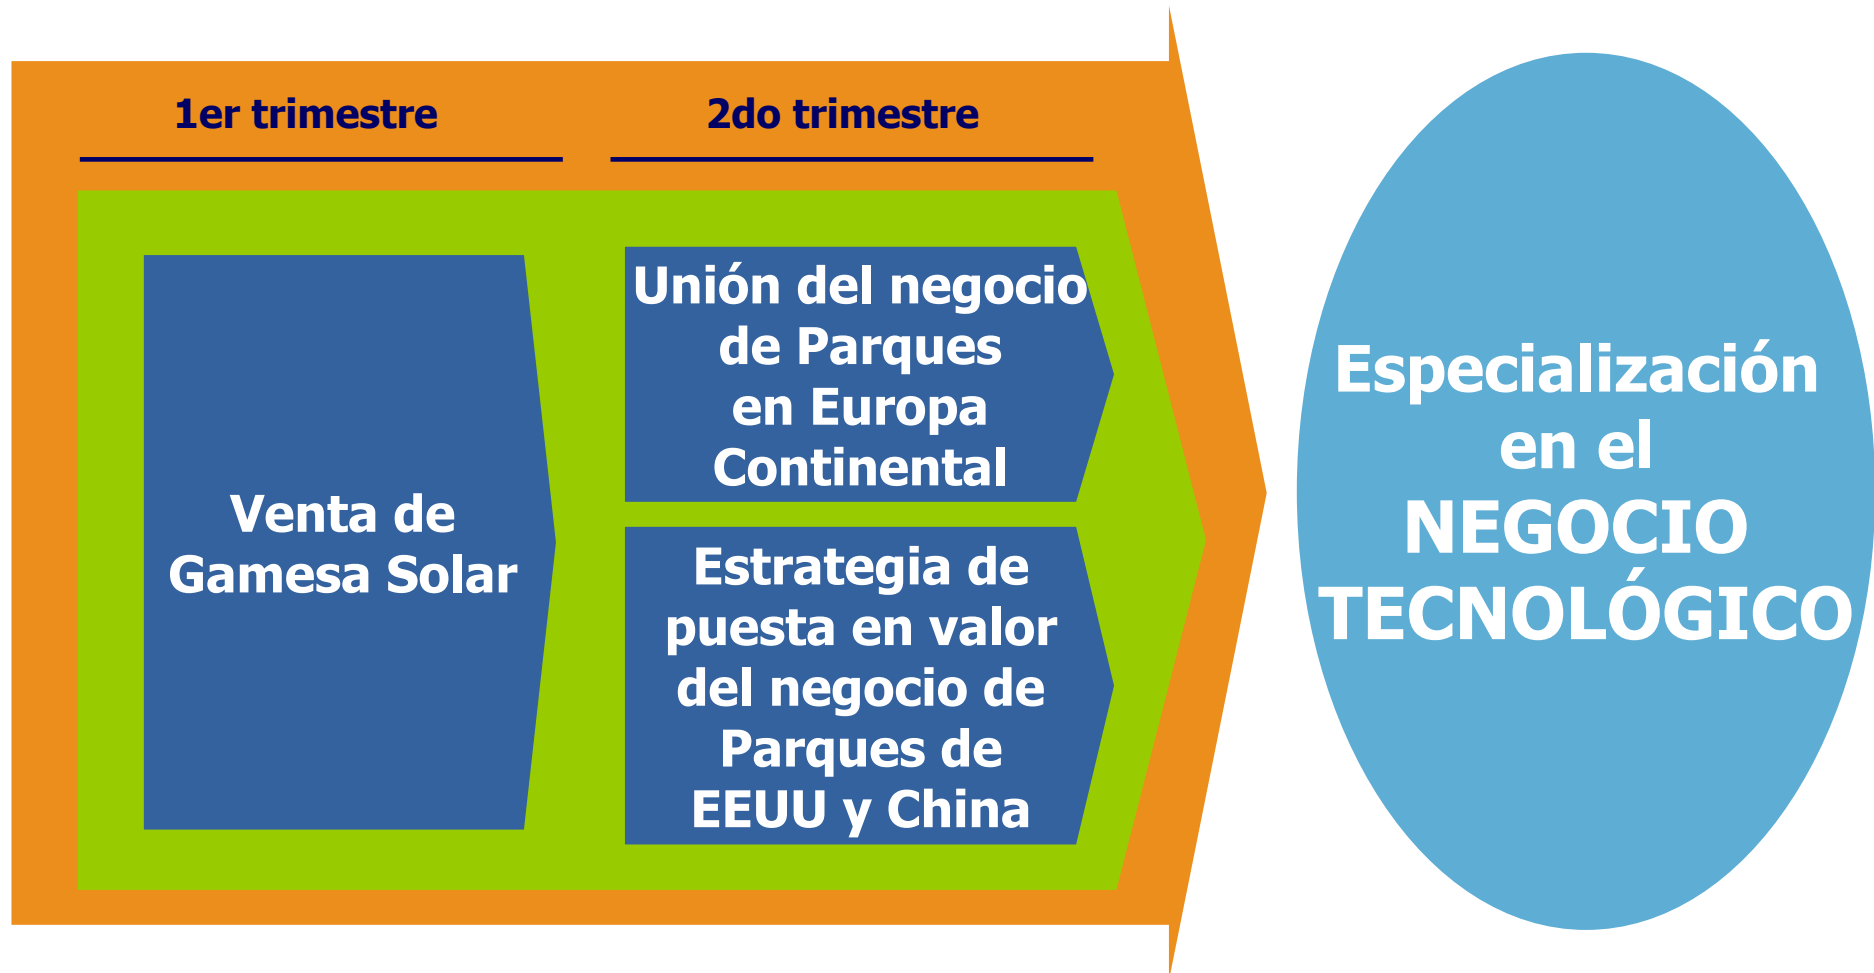 1er trimestre
2do trimestre
Venta de
Gamesa Solar
Unión del negocio
de Parques
en Europa
Continental
Estrategia de
puesta en valor
del negocio de
Parques de
EEUU y China
Especialización
en el
NEGOCIO
TECNOLÓGICO